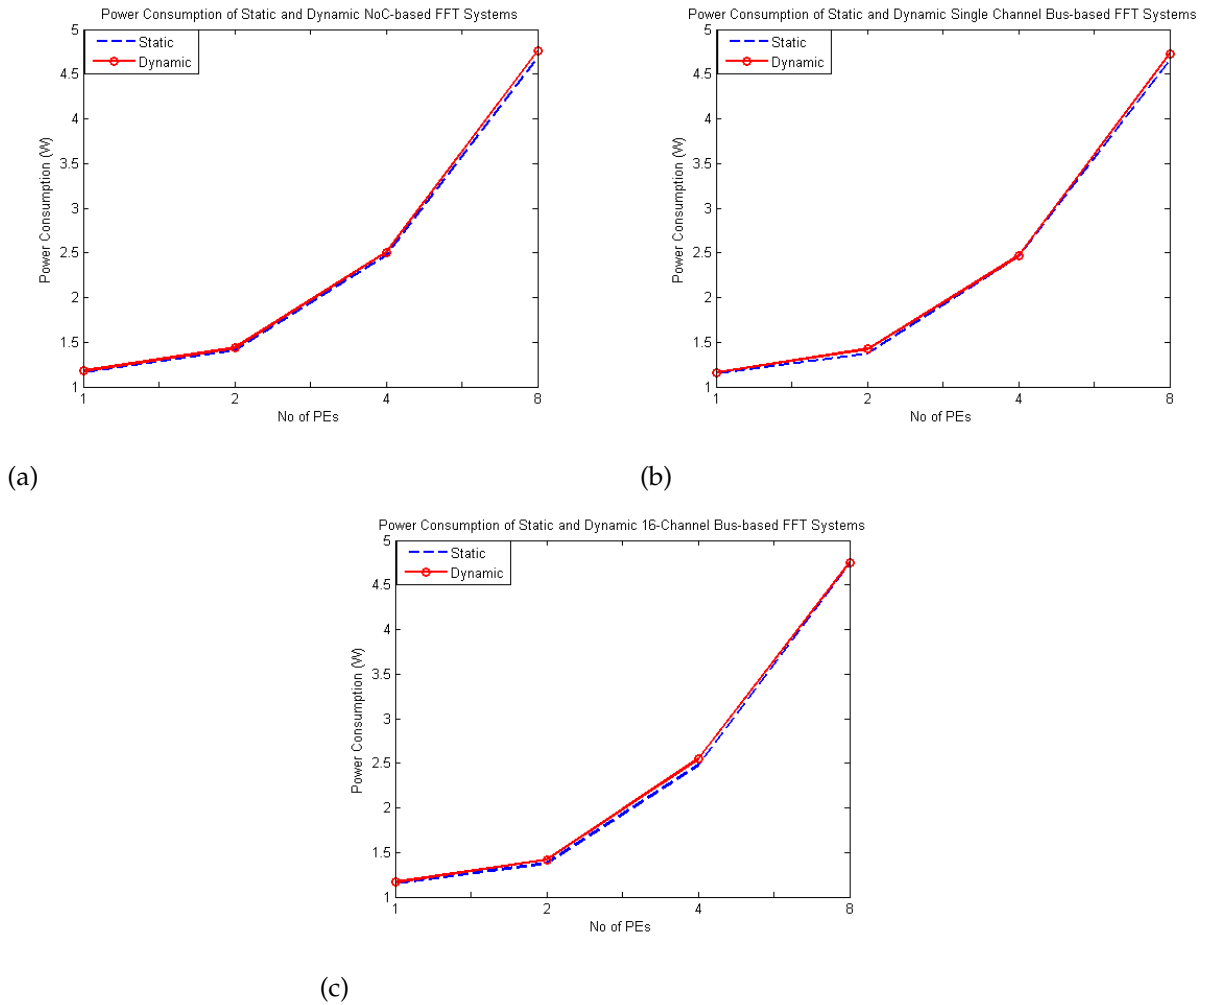 Power Consumption of Static and Dynamic NoC-based FFT Systems
5
4.5
4
3.5
3
2.5
2
1.5
1
Power Consumption (W)
Static
Dynamic
1 2 4 8
No of PEs
(a)
Power Consumption of Static and Dynamic Single Channel Bus-based FFT Systems
5
4.5
4
3.5
3
2.5
2
1.5
1
Power Consumption (W)
Static
Dynamic
1 2 4 8
No of PEs
(b)
Power Consumption of Static and Dynamic 16-Channel Bus-based FFT Systems
5
4.5
4
3.5
3
2.5
2
1.5
1
Power Consumption (W)
Static
Dynamic
1 2 4 8
No of PEs
(c)